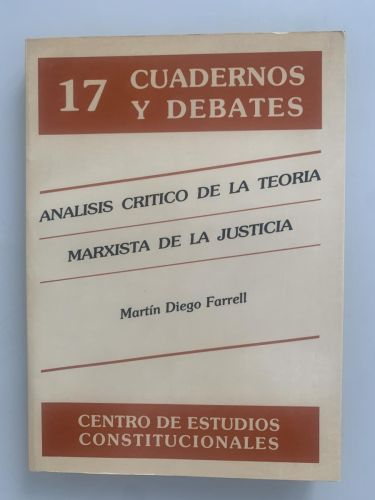 17 CUADERNOS
Y DEBATES
ANALISIS CRITICO DE LA TEORIA
MARXISTA DE LA JUSTICIA
Martín Diego Farrell
CENTRO DE ESTUDIOS
CONSTITUCIONALES